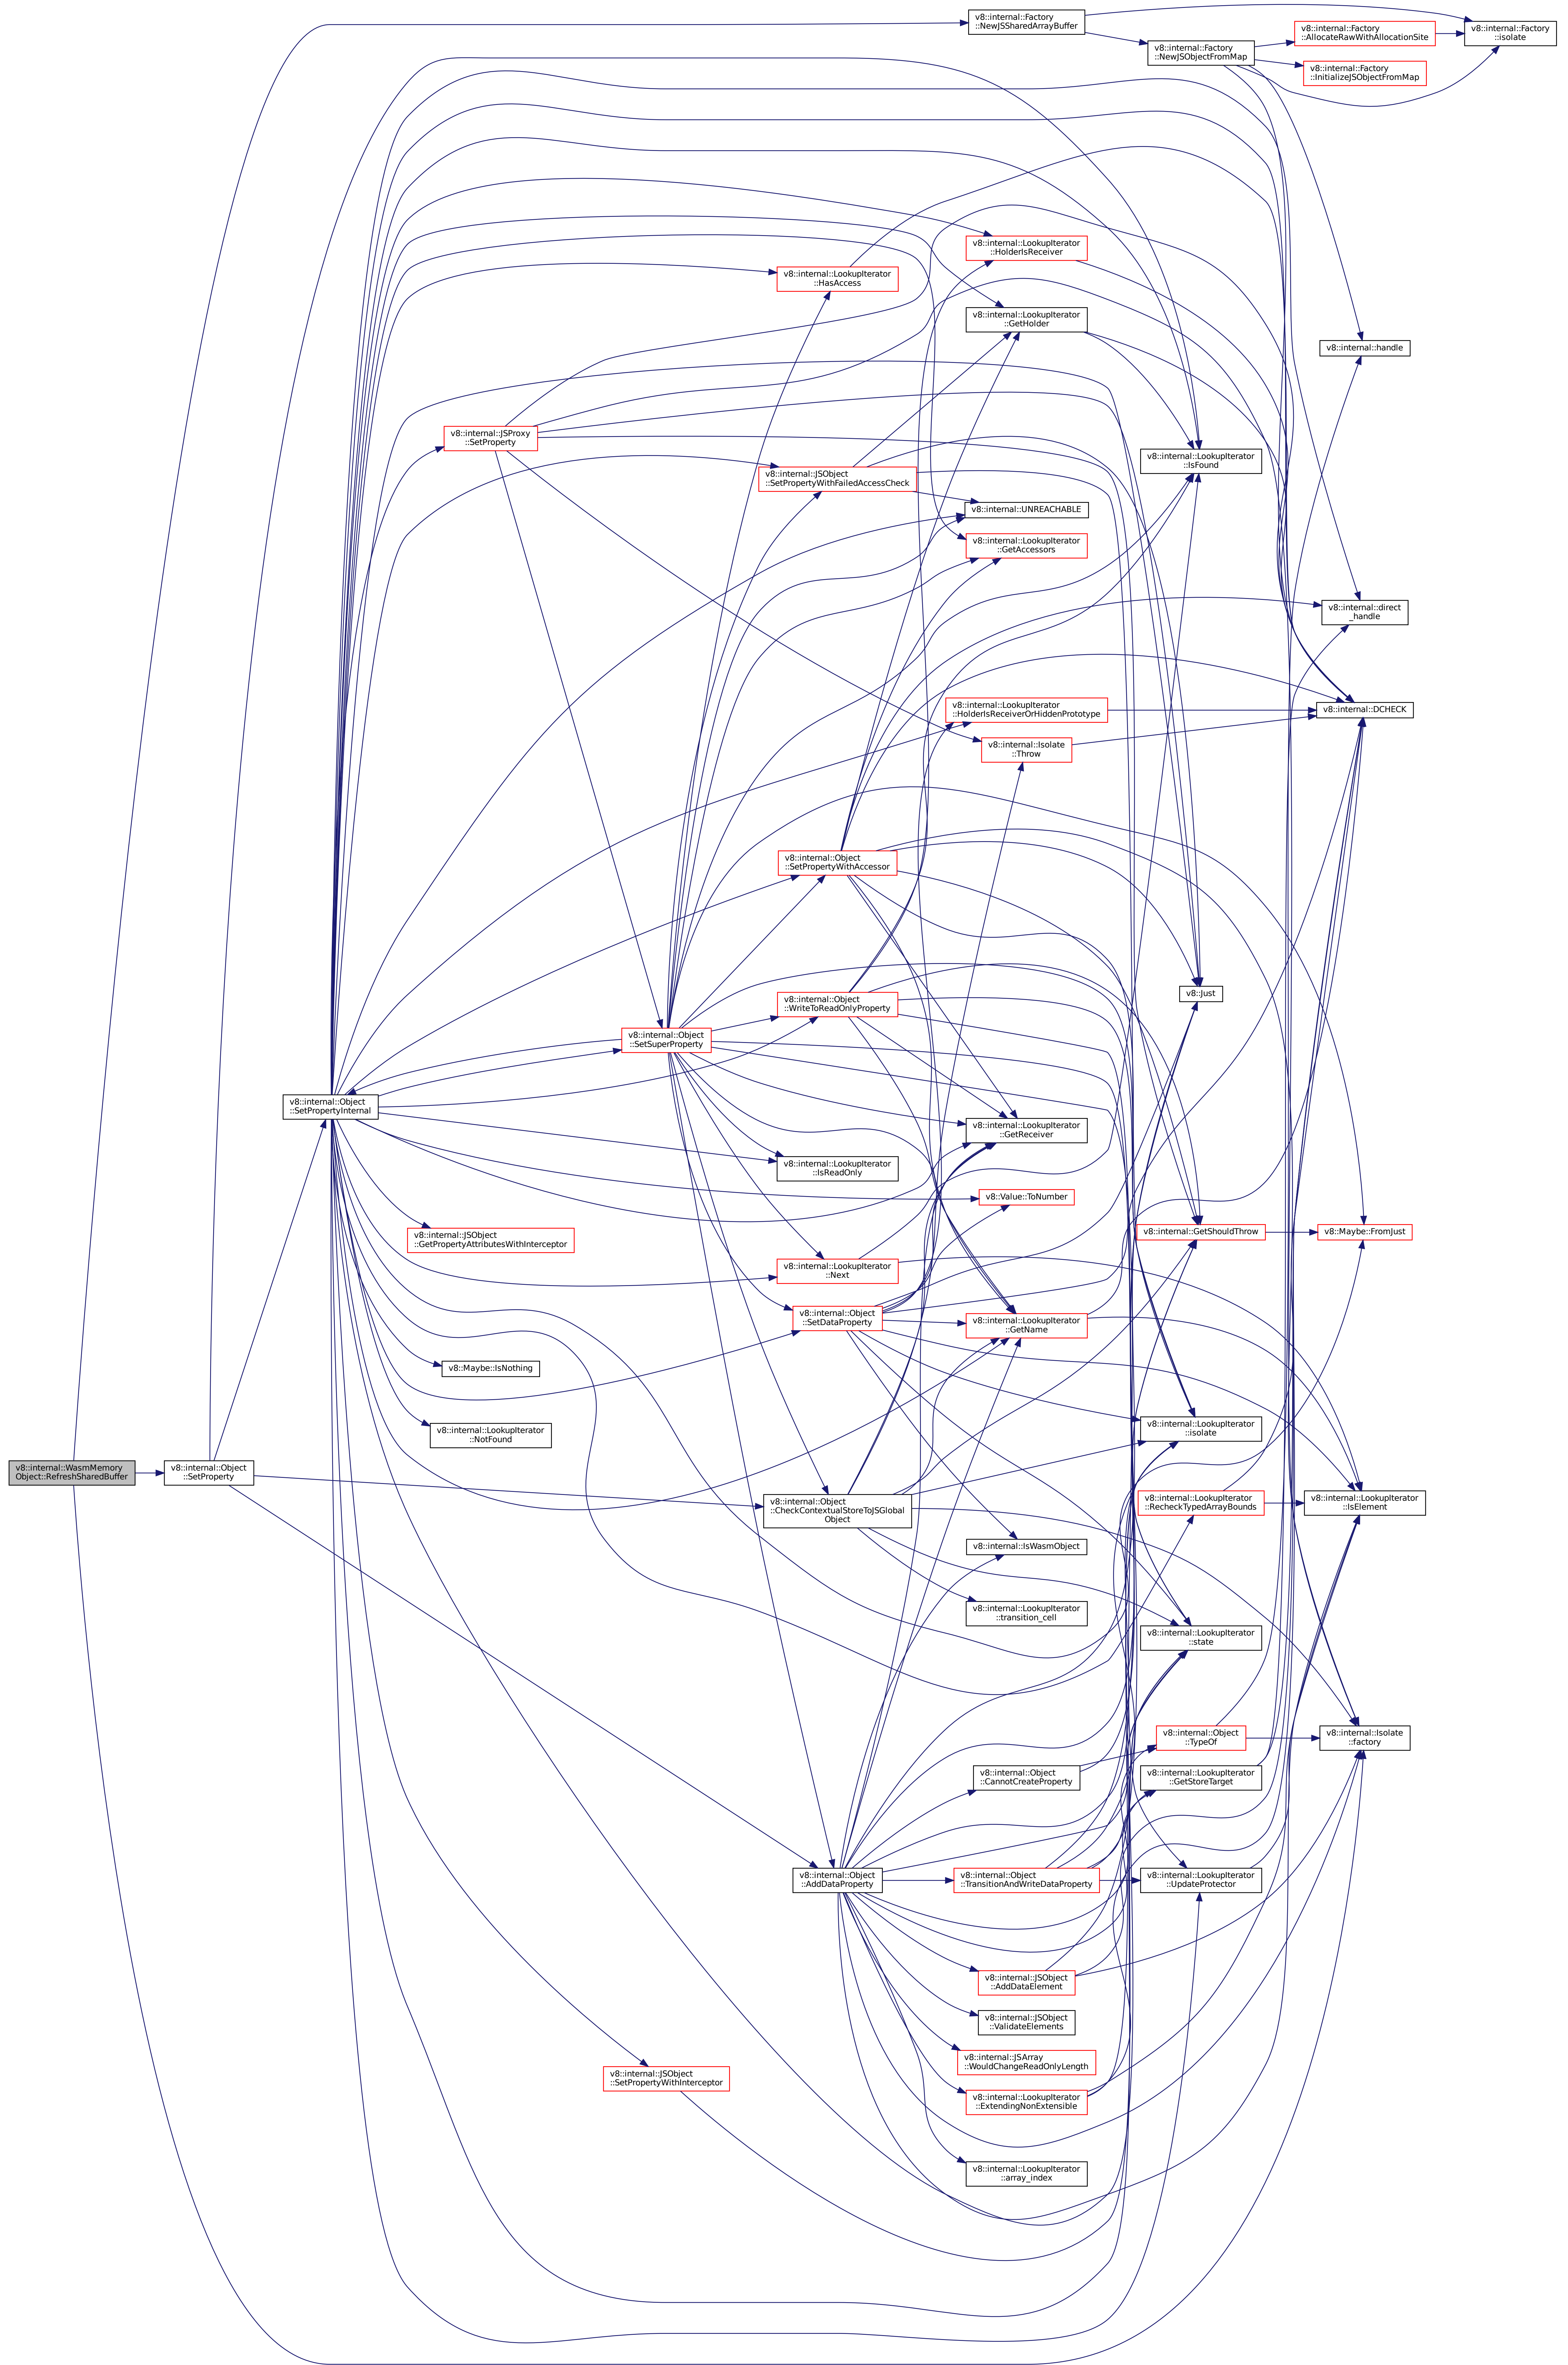 v8::internal::Factory
::NewJSSharedArrayBuffer
v8::internal::Factory
::AllocateRawWithAllocationSite
v8::internal::Factory
::isolate
v8::internal::Factory
::NewJSObjectFromMap
v8::internal::Factory
::InitializeJSObjectFromMap
v8::internal::LookupIterator
::HolderIsReceiver
v8::internal::LookupIterator
::HasAccess
v8::internal::LookupIterator
::GetHolder
v8::internal::handle
v8::internal::JSProxy
::SetProperty
v8::internal::LookupIterator
::IsFound
v8::internal::JSObject
::SetPropertyWithFailedAccessCheck
v8::internal::UNREACHABLE
v8::internal::LookupIterator
::GetAccessors
v8::internal::direct
_handle
v8::internal::LookupIterator
::HolderIsReceiverOrHiddenPrototype
v8::internal::DCHECK
v8::internal::Isolate
::Throw
v8::internal::Object
::SetPropertyWithAccessor
v8::Just
v8::internal::Object
::WriteToReadOnlyProperty
v8::internal::Object
::SetSuperProperty
v8::internal::Object
::SetPropertyInternal
v8::internal::LookupIterator
::GetReceiver
v8::internal::LookupIterator
::IsReadOnly
v8::Value::ToNumber
v8::internal::JSObject
::GetPropertyAttributesWithInterceptor
v8::internal::GetShouldThrow
v8::Maybe::FromJust
v8::internal::LookupIterator
::Next
v8::internal::Object
::SetDataProperty
v8::internal::LookupIterator
::GetName
v8::Maybe::IsNothing
v8::internal::LookupIterator
::NotFound
v8::internal::LookupIterator
::isolate
v8::internal::WasmMemory
Object::RefreshSharedBuffer
v8::internal::Object
::SetProperty
v8::internal::Object
::CheckContextualStoreToJSGlobal
Object
v8::internal::LookupIterator
::RecheckTypedArrayBounds
v8::internal::LookupIterator
::IsElement
v8::internal::IsWasmObject
v8::internal::LookupIterator
::transition_cell
v8::internal::LookupIterator
::state
v8::internal::Object
::TypeOf
v8::internal::Isolate
::factory
v8::internal::Object
::CannotCreateProperty
v8::internal::LookupIterator
::GetStoreTarget
v8::internal::Object
::AddDataProperty
v8::internal::Object
::TransitionAndWriteDataProperty
v8::internal::LookupIterator
::UpdateProtector
v8::internal::JSObject
::AddDataElement
v8::internal::JSObject
::ValidateElements
v8::internal::JSArray
::WouldChangeReadOnlyLength
v8::internal::JSObject
::SetPropertyWithInterceptor
v8::internal::LookupIterator
::ExtendingNonExtensible
v8::internal::LookupIterator
::array_index